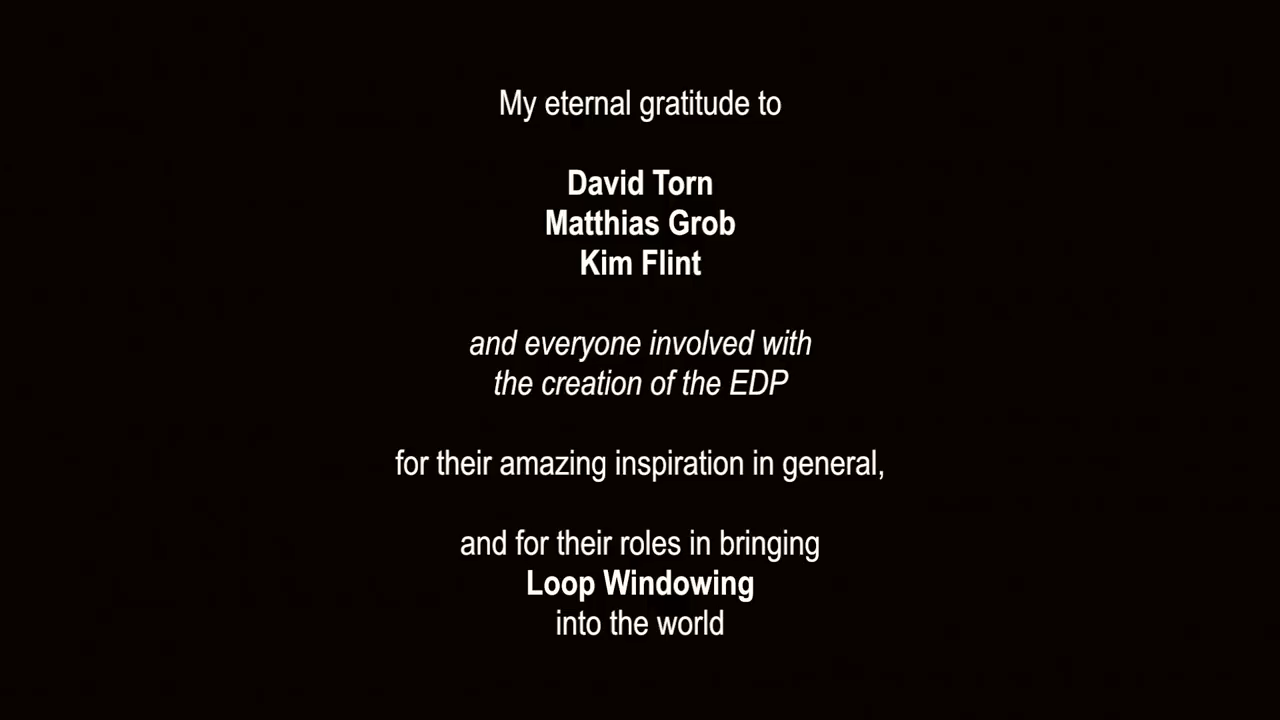 My eternal gratitude to
David Torn
Matthias Grob
Kim Flint
and everyone involved with
the creation of the EDP
for their amazing inspiration in general,
and for their roles in bringing
Loop Windowing
into the world